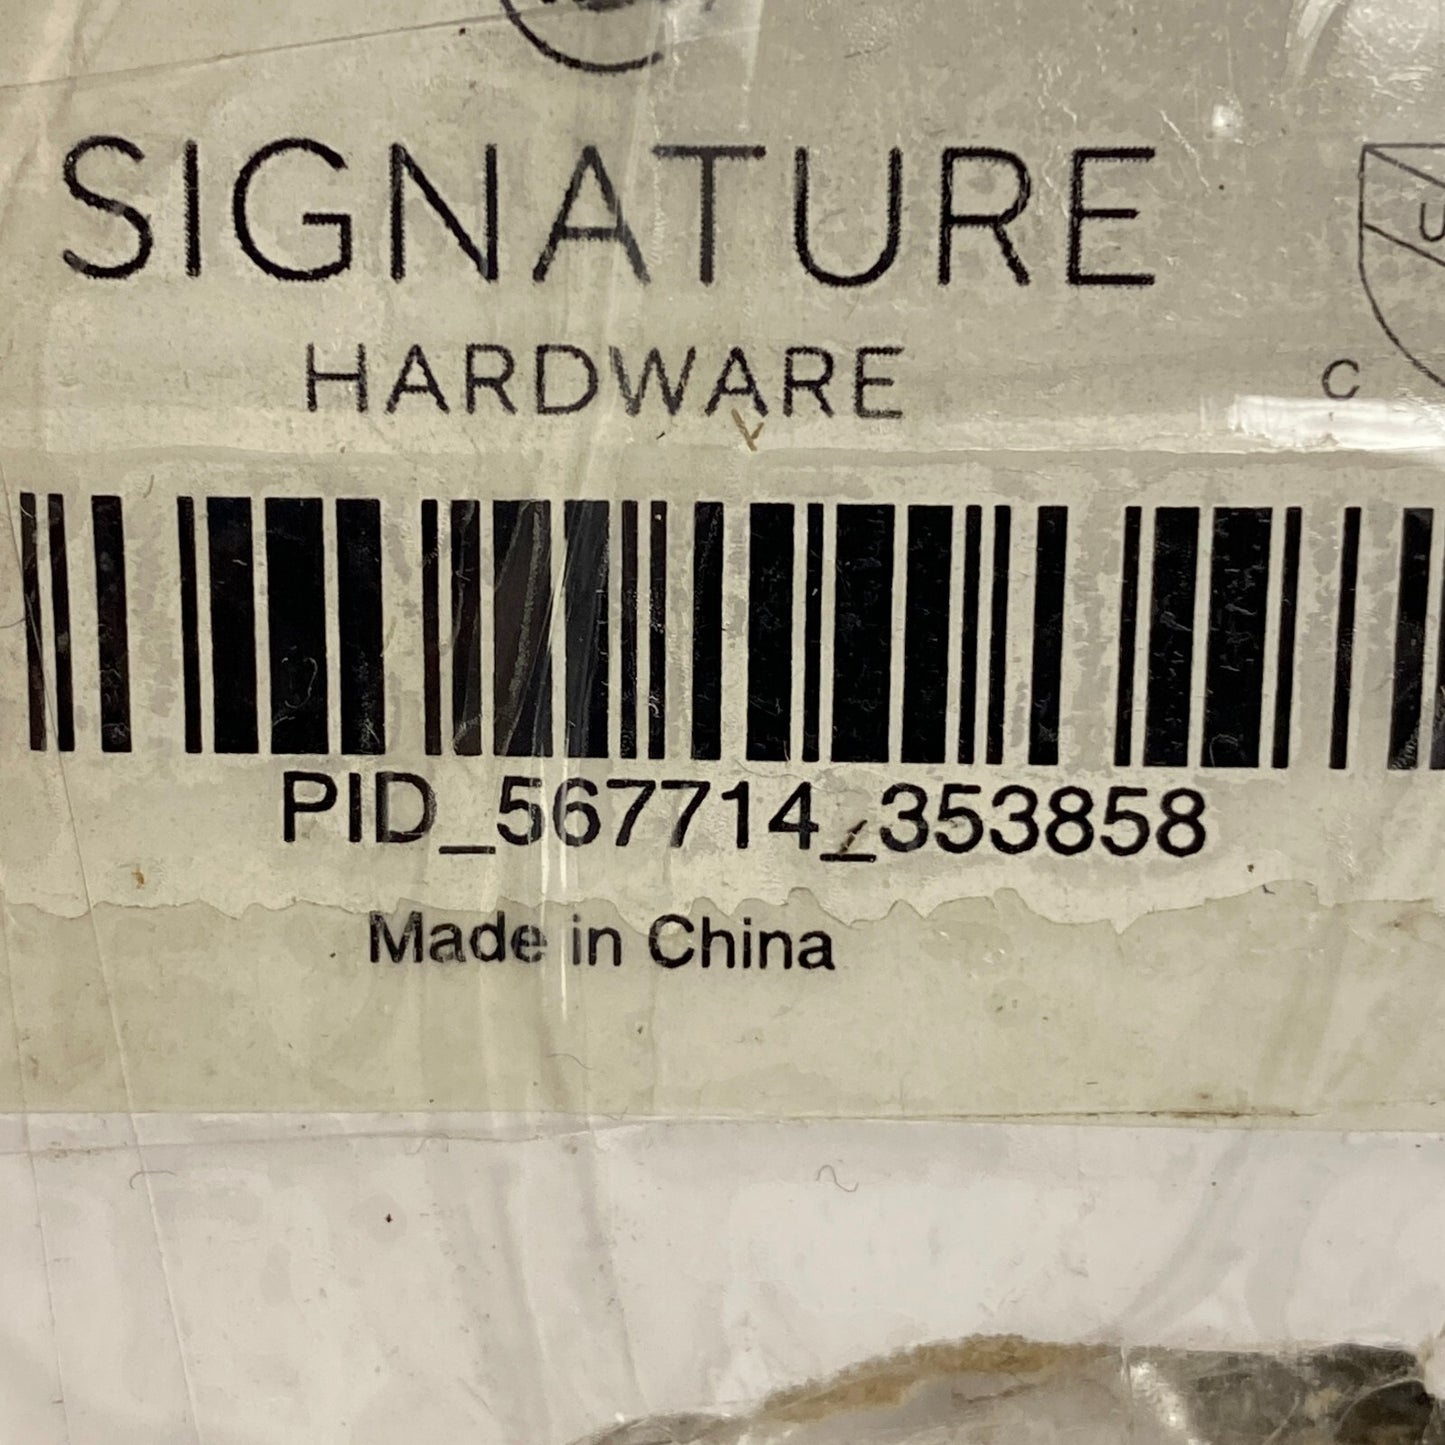 SIGNATURE
HARDWARE
U
C
PID_567714_353858
Made in China